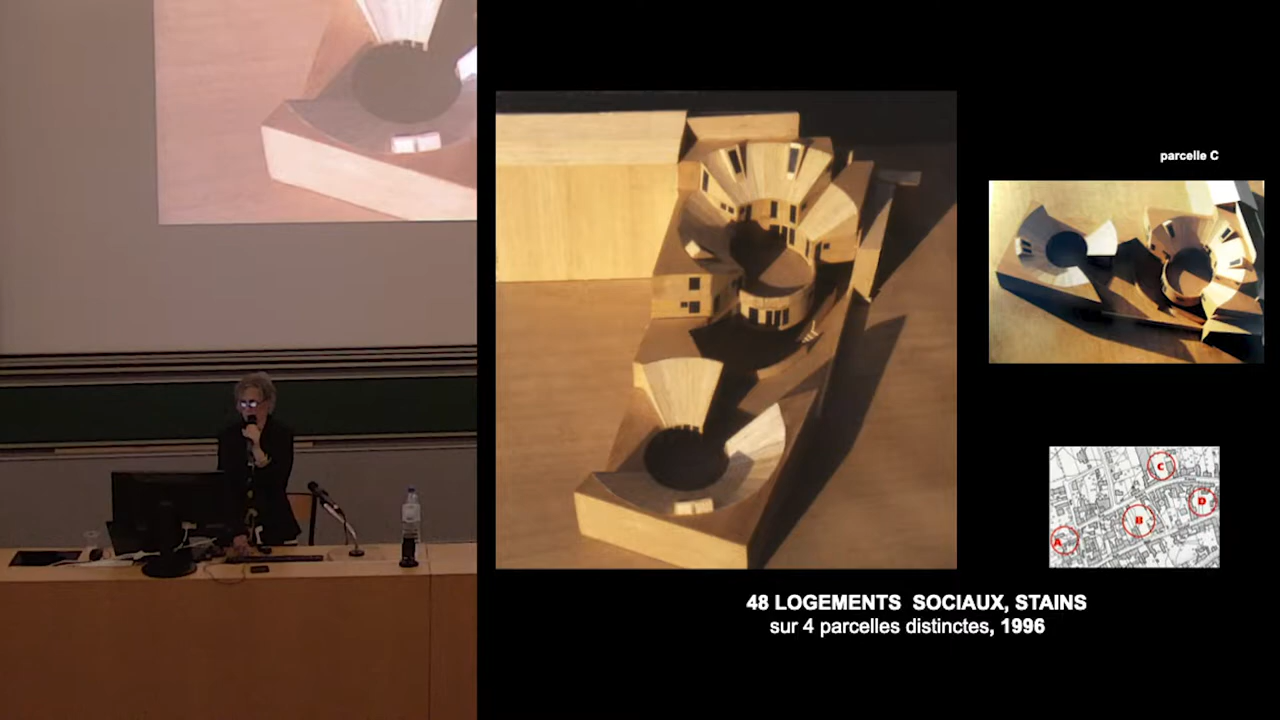 parcelle C
C
D
B
A
48 LOGEMENTS SOCIAUX, STAINS
sur 4 parcelles distinctes, 1996